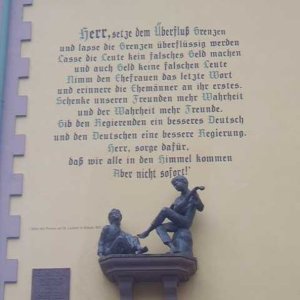 Herr, setze dem Überfluß Grenzen
und lasse die Grenzen überflüssig werden
Lasse die Leute kein falsches Geld machen
und auch Geld keine falschen Leute
Nimm den Ehefrauen das letzte Wort
und erinnere die Ehemänner an ihr erstes.
Schenke unseren Freunden mehr Wahrheit
und der Wahrheit mehr Freunde.
Gib den Regierenden ein besseres Deutsch
und den Deutschen eine bessere Regierung.
Herr, sorge dafür,
daß wir alle in den Himmel kommen
Aber nicht sofort!